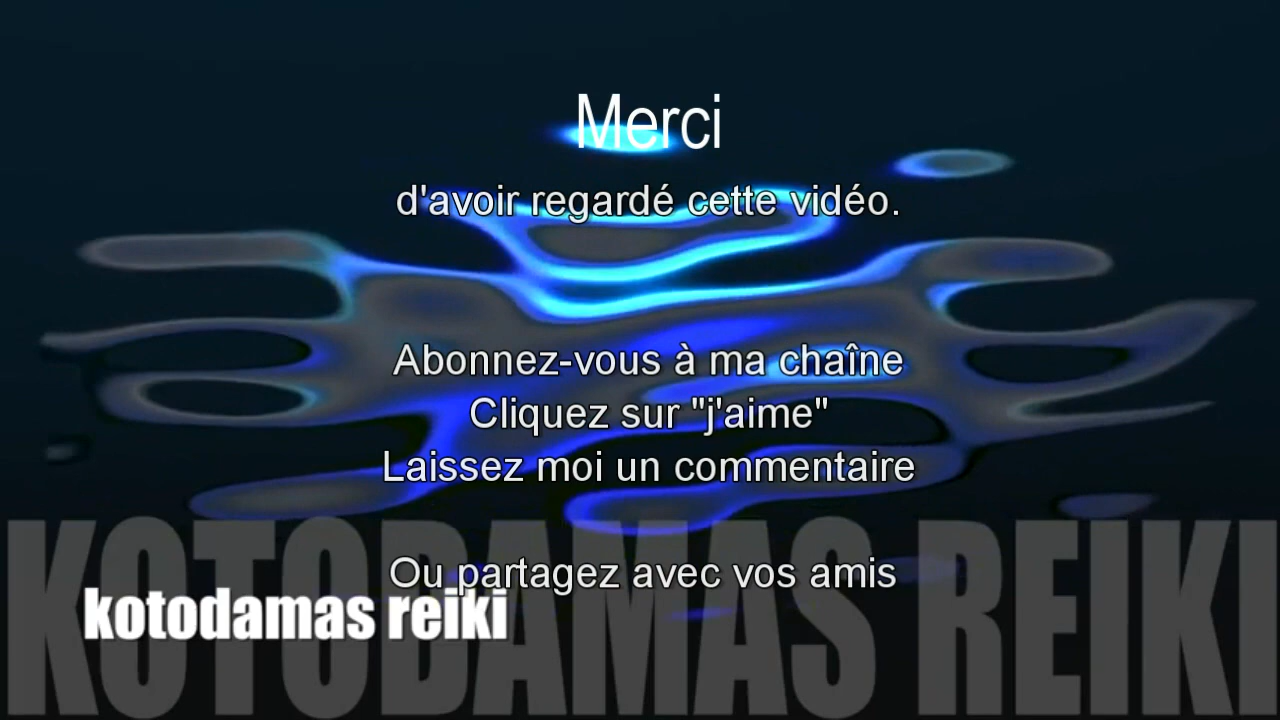 Merci
d'avoir regardé cette vidéo.
Abonnez-vous à ma chaîne
Cliquez sur "j'aime"
Laissez moi un commentaire
Ou partagez avec vos amis
KOTODAMAS REIKI
kotodamas reiki